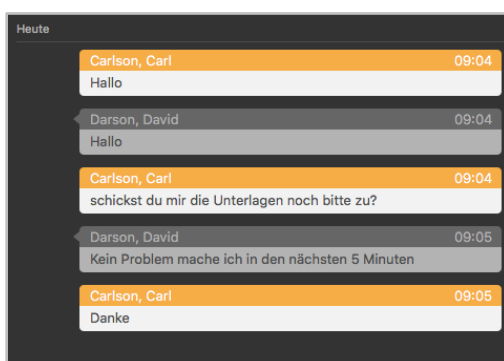 Heute
Carlson, Carl 09:04
Hallo
Darson, David 09:04
Hallo
Carlson, Carl 09:04
schickst du mir die Unterlagen noch bitte zu?
Darson, David 09:05
Kein Problem mache ich in den nächsten 5 Minuten
Carlson, Carl 09:05
Danke